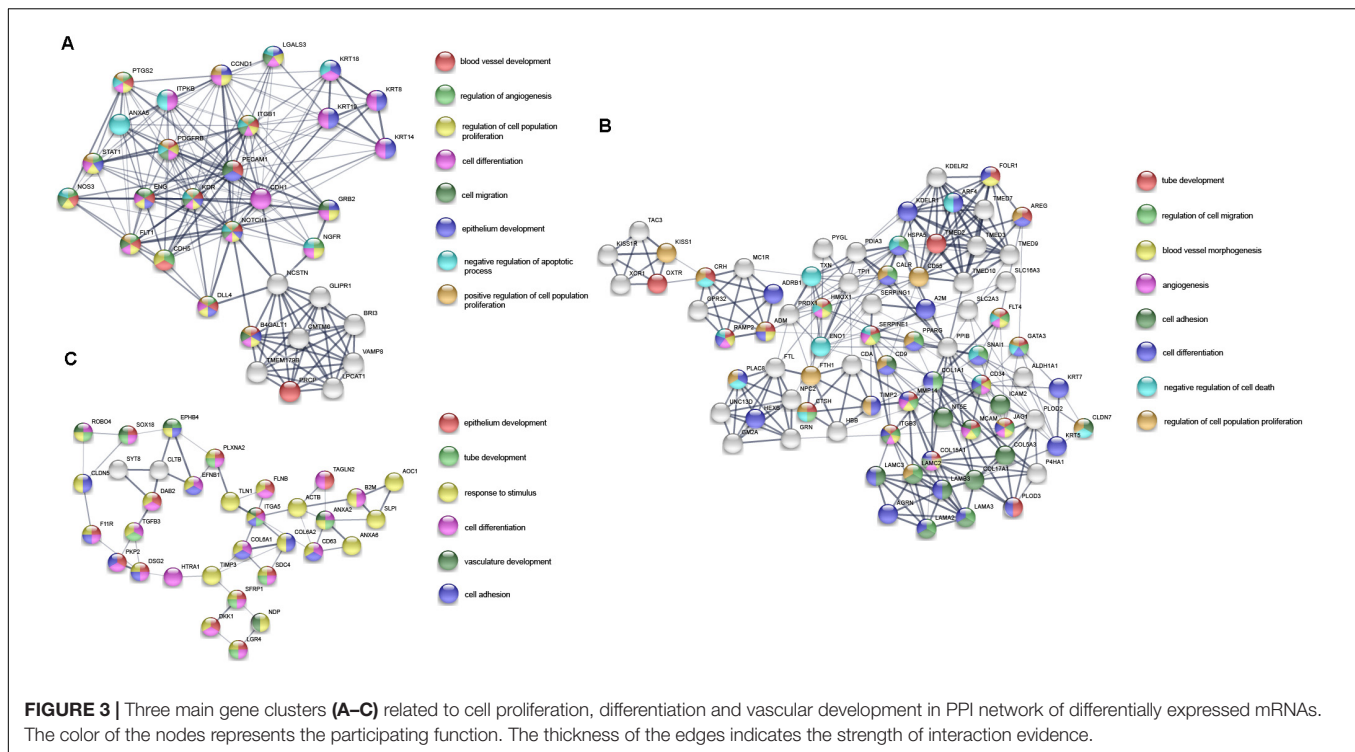 A
LGALS3
CCND1
KRT18
PTGS2
ITPKB
KRT8
ANXA5
ITGB1
KRT19
PDGFRB
KRT14
STAT1
PECAM1
NOS3
ENG
KDR
CDH1
GRB2
FLT1
NOTCH1
NGFR
CDH5
NCSTN
DLL4
GLIPR1
B4GALT1
CMTM6
BRI3
VAMP8
TMEM179B
PRCP
LPCAT1
blood vessel development
regulation of angiogenesis
regulation of cell population
proliferation
cell differentiation
cell migration
epithelium development
negative regulation of apoptotic
process
positive regulation of cell population
proliferation
B
KDELR2
FOLR1
KDELR1
ARF4
TMED7
AREG
TAC3
KISS1R
KISS1
PYGL
PDIA3
HSPA5
TMED2
TMED3
TMED9
XCR1
OXTR
CRH
MC1R
TXN
TPI1
CALR
CD55
TMED10
SLC16A3
ADRB1
GPR32
PRDX1
HMOX1
SERPING1
A2M
SLC2A3
FLT4
RAMP2
ADM
ENO1
SERPINE1
PPARG
PPIB
SNAI1
GATA3
FTL
FTH1
CDA
CD9
COL1A1
ALDH1A1
PLAC8
NPC2
TIMP2
MMP14
CD34
ICAM2
KRT7
UNC13D
HEXB
CTSH
NT5E
PLOD2
CLDN7
GM2A
GRN
HBB
ITGB3
MCAM
JAG1
KRT5
COL18A1
COL5A3
LAMC3
LAMC2
COL17A1
P4HA1
AGRN
LAMB3
LAMA3
PLOD3
LAMA2
tube development
regulation of cell migration
blood vessel morphogenesis
angiogenesis
cell adhesion
cell differentiation
negative regulation of cell death
regulation of cell population proliferation
C
ROBO4
SOX18
EPHB4
PLXNA2
CLDN5
SYT8
CLTB
EFNB1
TAGLN2
AOC1
DAB2
TLN1
FLNB
ACTB
B2M
F11R
TGFB3
ITGA5
ANXA2
SLPI
COL6A1
COL6A2
CD63
ANXA6
PKP2
DSG2
HTRA1
TIMP3
SDC4
SFRP1
DKK1
NDP
LGR4
epithelium development
tube development
response to stimulus
cell differentiation
vasculature development
cell adhesion
FIGURE 3 | Three main gene clusters (A–C) related to cell proliferation, differentiation and vascular development in PPI network of differentially expressed mRNAs.
The color of the nodes represents the participating function. The thickness of the edges indicates the strength of interaction evidence.